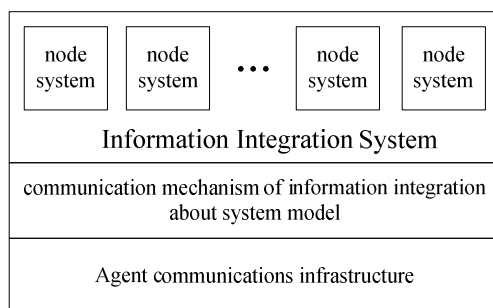 node node ... node node
system system system system
Information Integration System
communication mechanism of information integration
about system model
Agent communications infrastructure